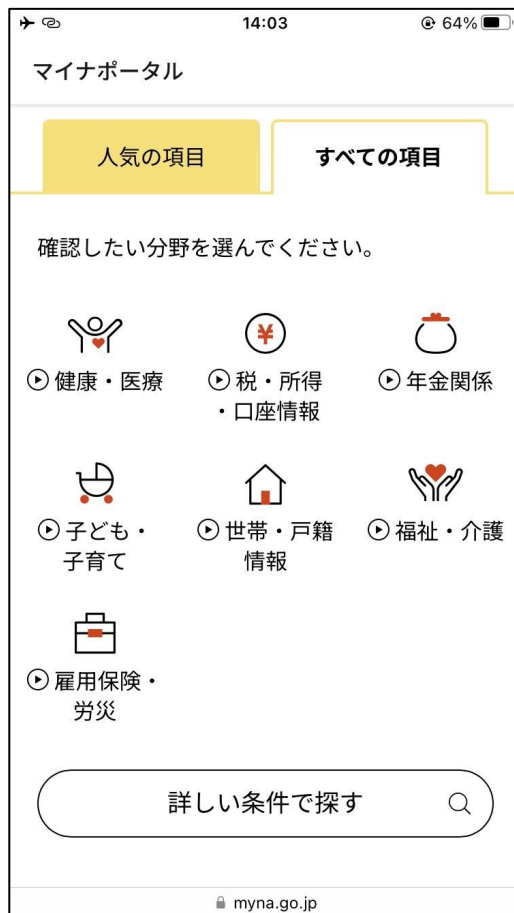 14:03
64%
マイナポータル
人気の項目
すべての項目
確認したい分野を選んでください。
健康・医療
税・所得
・口座情報
年金関係
子ども・
子育て
世帯・戸籍
情報
福祉・介護
雇用保険・
労災
詳しい条件で探す
myna.go.jp